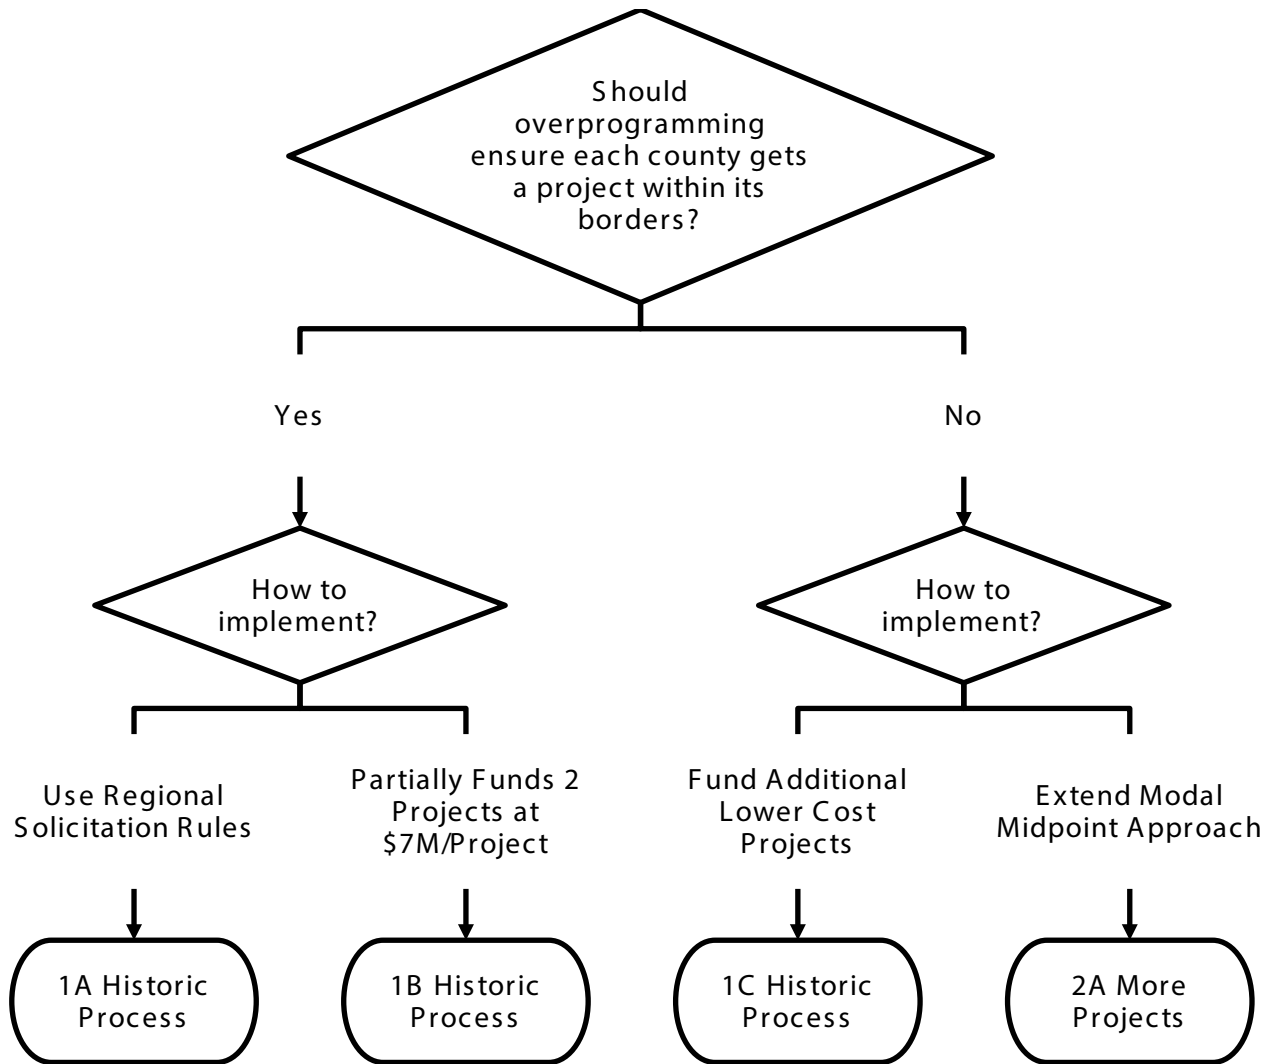 Should
overprogramming
ensure each county gets
a project within its
borders?
Yes
No
How to
implement?
How to
implement?
Use Regional
Solicitation Rules
Partially Funds 2
Projects at
$7M/Project
Fund Additional
Lower Cost
Projects
Extend Modal
Midpoint Approach
1A Historic
Process
1B Historic
Process
1C Historic
Process
2A More
Projects